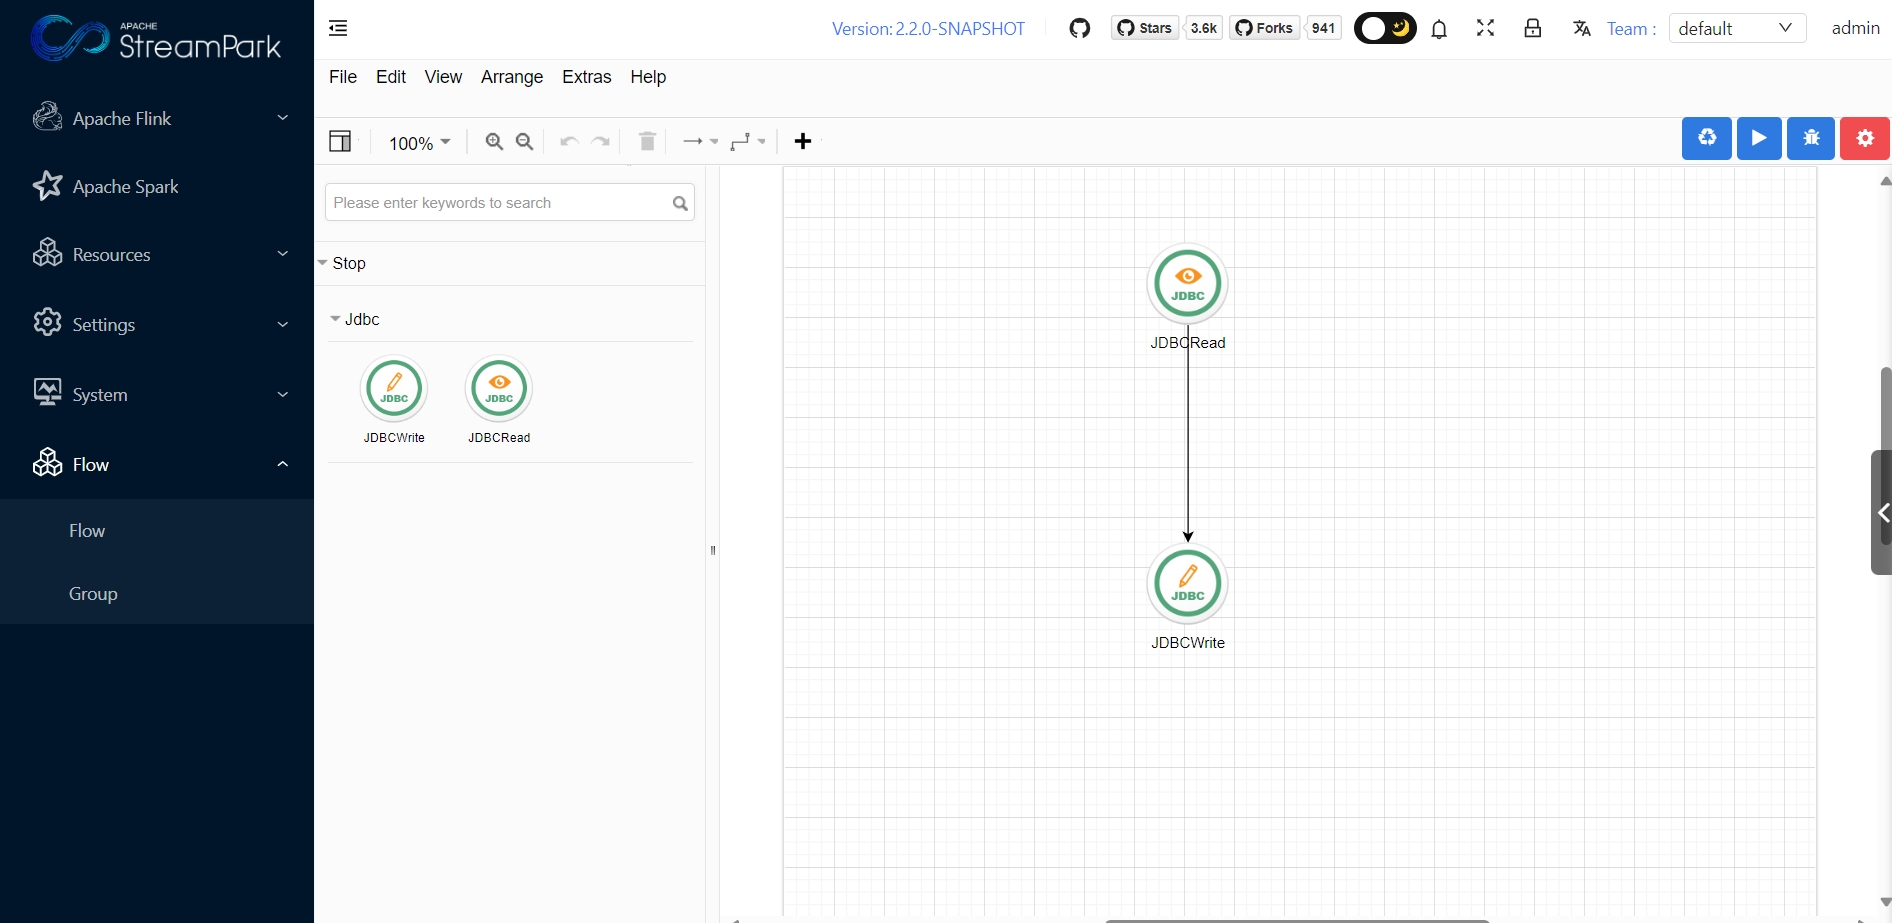 APACHE
StreamPark
Apache Flink
Apache Spark
Resources
Settings
System
Flow
Flow
Group
Version: 2.2.0-SNAPSHOT
Stars 3.6k Forks 941
Team : default
admin
File Edit View Arrange Extras Help
100%
Please enter keywords to search
Stop
Jdbc
JDBC
JDBCWrite
JDBC
JDBCRead
JDBC
JDBCRead
JDBC
JDBCWrite